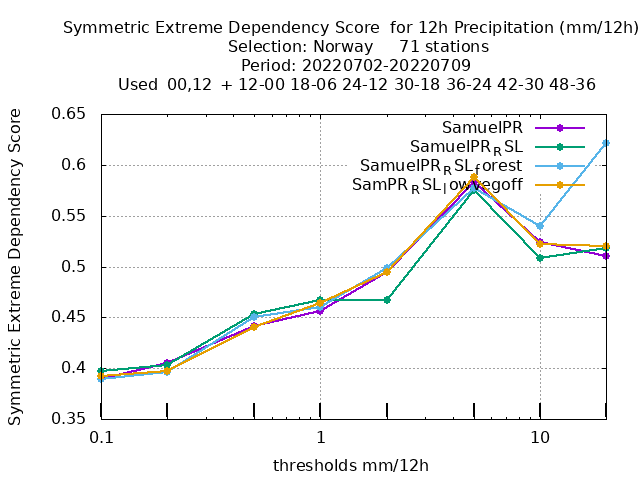 Symmetric Extreme Dependency Score  for 12h Precipitation (mm/12h)
Selection: Norway     71 stations
Period: 20220702-20220709
Used  00,12  + 12-00 18-06 24-12 30-18 36-24 42-30 48-36
Symmetric Extreme Dependency Score
0.65
0.6
0.55
0.5
0.45
0.4
0.35
SamuelPR
SamuelPR_RSL
SamuelPR_RSL_forest
SamPR_RSL_lowvegoff
0.1
1
10
thresholds mm/12h